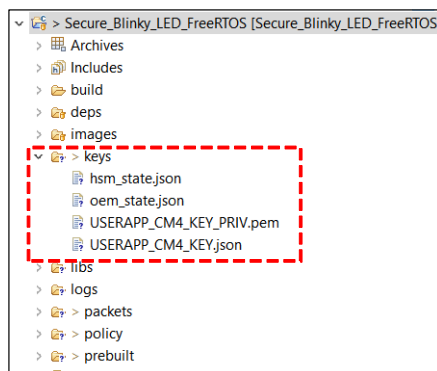 > Secure_Blinky_LED_FreeRTOS [Secure_Blinky_LED_FreeRTOS
Archives
Includes
build
deps
images
> keys
hsm_state.json
oem_state.json
USERAPP_CM4_KEY_PRIV.pem
USERAPP_CM4_KEY.json
libs
logs
> packets
> policy
> prebuilt